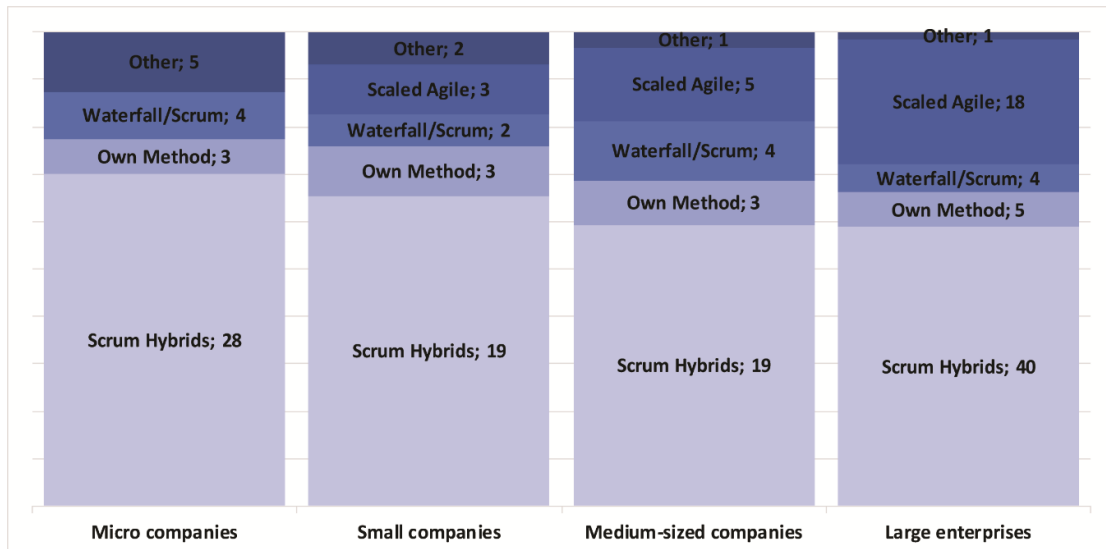 Other; 5
Waterfall/Scrum; 4
Own Method; 3
Scrum Hybrids; 28
Micro companies
Other; 2
Scaled Agile; 3
Waterfall/Scrum; 2
Own Method; 3
Scrum Hybrids; 19
Small companies
Other; 1
Scaled Agile; 5
Waterfall/Scrum; 4
Own Method; 3
Scrum Hybrids; 19
Medium-sized companies
Other; 1
Scaled Agile; 18
Waterfall/Scrum; 4
Own Method; 5
Scrum Hybrids; 40
Large enterprises